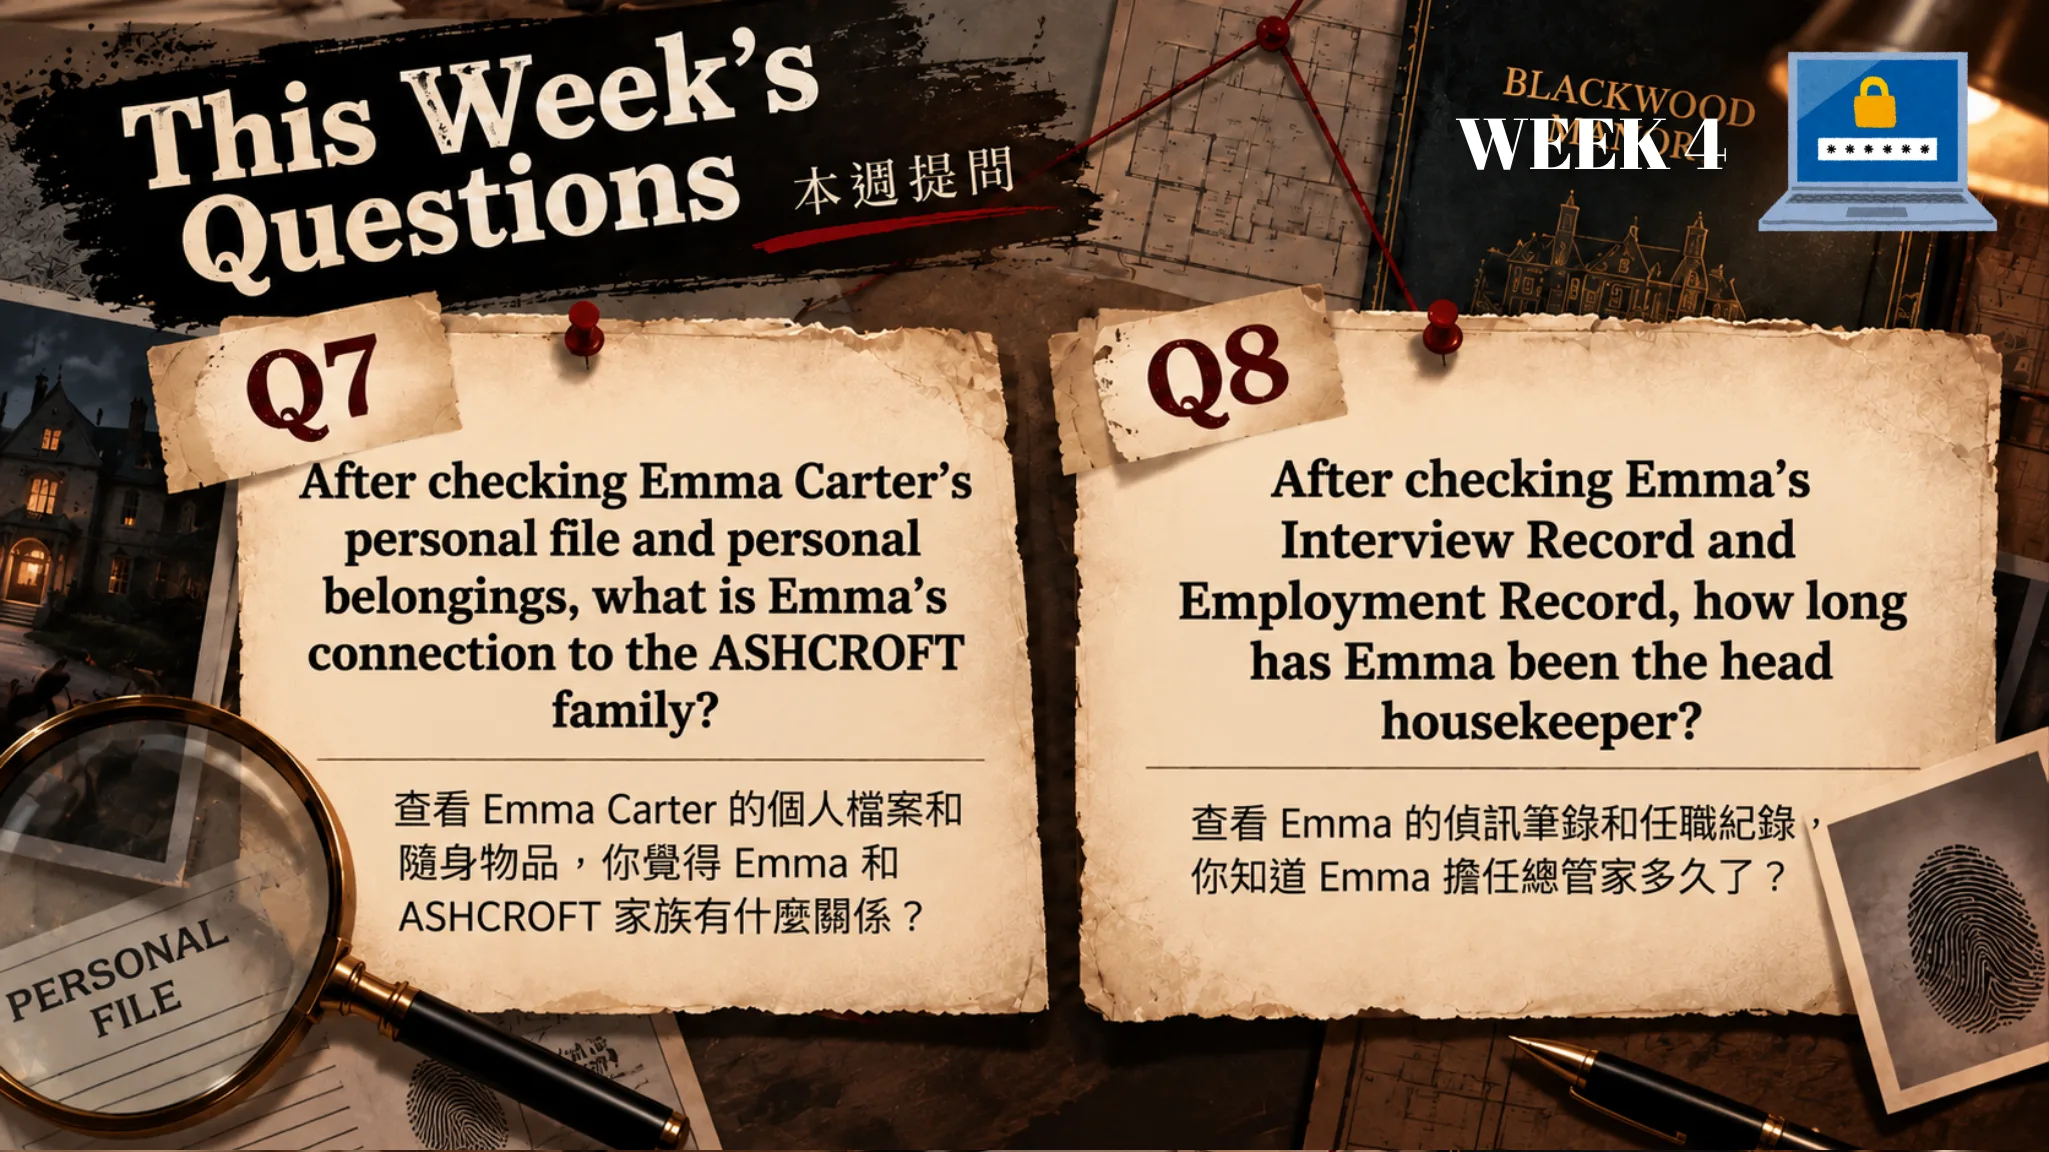 This Week's
Questions
本週提問
BLACKWOOD
MANOR
WEEK 4
******
Q7
After checking Emma Carter's
personal file and personal
belongings, what is Emma's
connection to the ASHCROFT
family?
查看 Emma Carter 的個人檔案和
隨身物品，你覺得 Emma 和
ASHCROFT 家族有什麼關係？
Q8
After checking Emma's
Interview Record and
Employment Record, how long
has Emma been the head
housekeeper?
查看 Emma 的偵訊筆錄和任職紀錄，
你知道 Emma 擔任總管家多久了？
PERSONAL
FILE